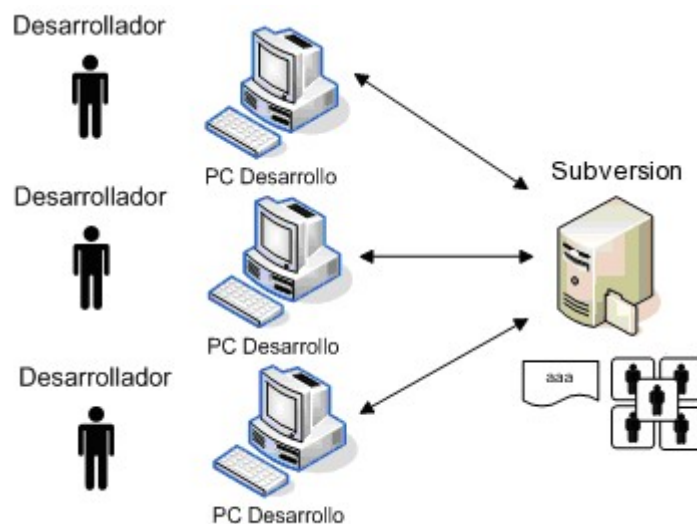 Desarrollador
PC Desarrollo
Subversion
Desarrollador
PC Desarrollo
aaa
Desarrollador
PC Desarrollo